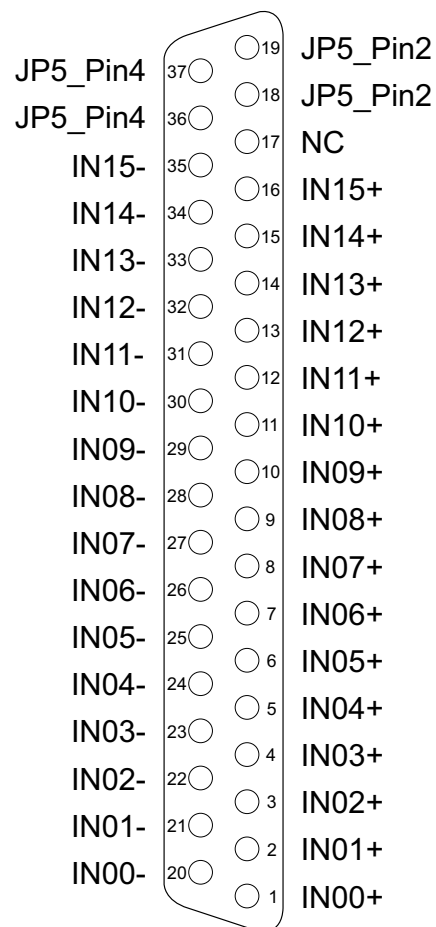 19 JP5_Pin2
JP5_Pin4 37
18 JP5_Pin2
JP5_Pin4 36
17 NC
IN15- 35
16 IN15+
IN14- 34
15 IN14+
IN13- 33
14 IN13+
IN12- 32
13 IN12+
IN11- 31
12 IN11+
IN10- 30
11 IN10+
IN09- 29
10 IN09+
IN08- 28
9 IN08+
IN07- 27
8 IN07+
IN06- 26
7 IN06+
IN05- 25
6 IN05+
IN04- 24
5 IN04+
IN03- 23
4 IN03+
IN02- 22
3 IN02+
IN01- 21
2 IN01+
IN00- 20
1 IN00+